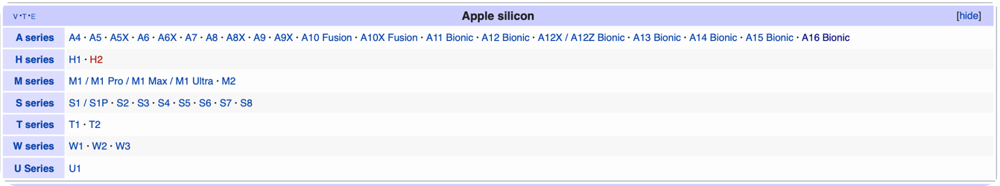 V • T • E Apple silicon [hide]
A series A4 • A5 • A5X • A6 • A6X • A7 • A8 • A8X • A9 • A9X • A10 Fusion • A10X Fusion • A11 Bionic • A12 Bionic • A12X / A12Z Bionic • A13 Bionic • A14 Bionic • A15 Bionic • A16 Bionic
H series H1 • H2
M series M1 / M1 Pro / M1 Max / M1 Ultra • M2
S series S1 / S1P • S2 • S3 • S4 • S5 • S6 • S7 • S8
T series T1 • T2
W series W1 • W2 • W3
U Series U1